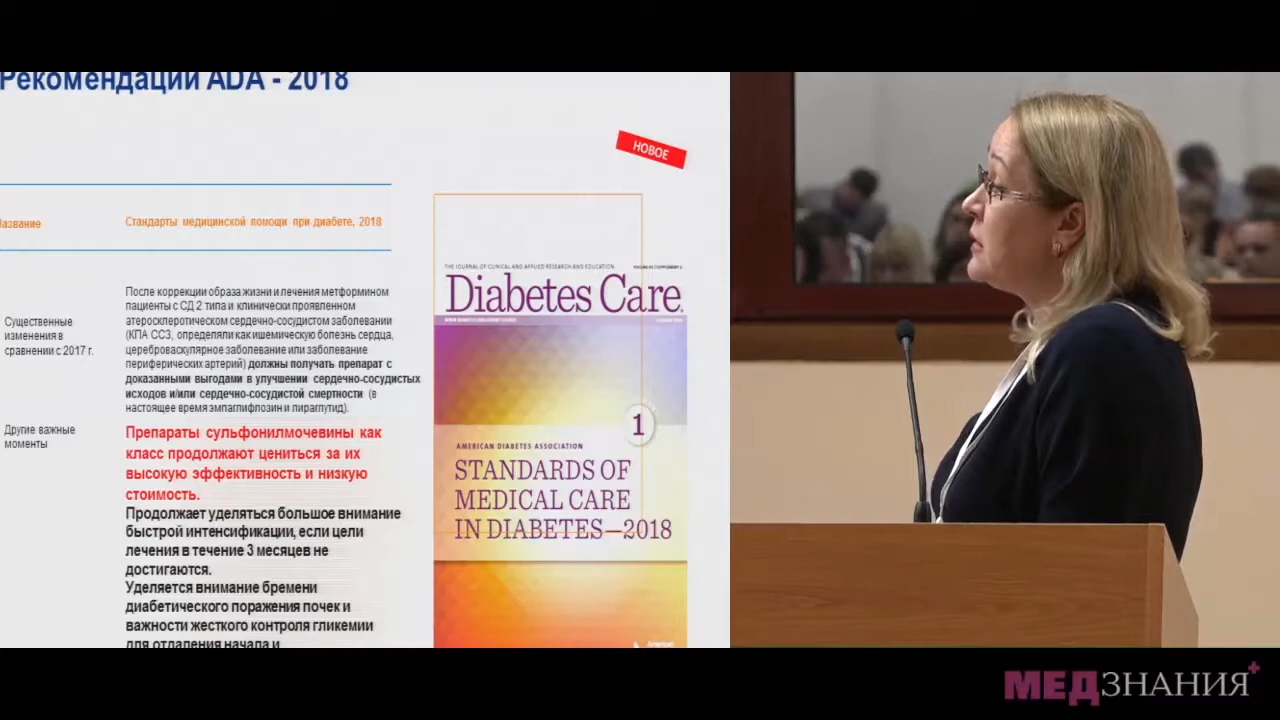 Рекомендации ADA - 2018
НОВОЕ
Название
Стандарты медицинской помощи при диабете, 2018
Существенные
изменения в
сравнении с 2017 г.
После коррекции образа жизни и лечения метформином
пациенты с СД 2 типа и клинически проявленном
атеросклеротическом сердечно-сосудистом заболевании
(КПА ССЗ, определяли как ишемическую болезнь сердца,
цереброваскулярное заболевание или заболевание
периферических артерий) должны получать препарат с
доказанными выгодами в улучшении сердечно-сосудистых
исходов и/или сердечно-сосудистой смертности (в
настоящее время эмпаглифлозин и лираглутид).
Другие важные
моменты
Препараты сульфонилмочевины как
класс продолжают цениться за их
высокую эффективность и низкую
стоимость.
Продолжает уделяться большое внимание
быстрой интенсификации, если цели
лечения в течение 3 месяцев не
достигаются.
Уделяется внимание бремени
диабетического поражения почек и
важности жесткого контроля гликемии
для отдаления начала и
THE JOURNAL OF CLINICAL AND APPLIED RESEARCH AND EDUCATION
Diabetes Care
1
AMERICAN DIABETES ASSOCIATION
STANDARDS OF
MEDICAL CARE
IN DIABETES—2018
American
МЕДЗНАНИЯ+